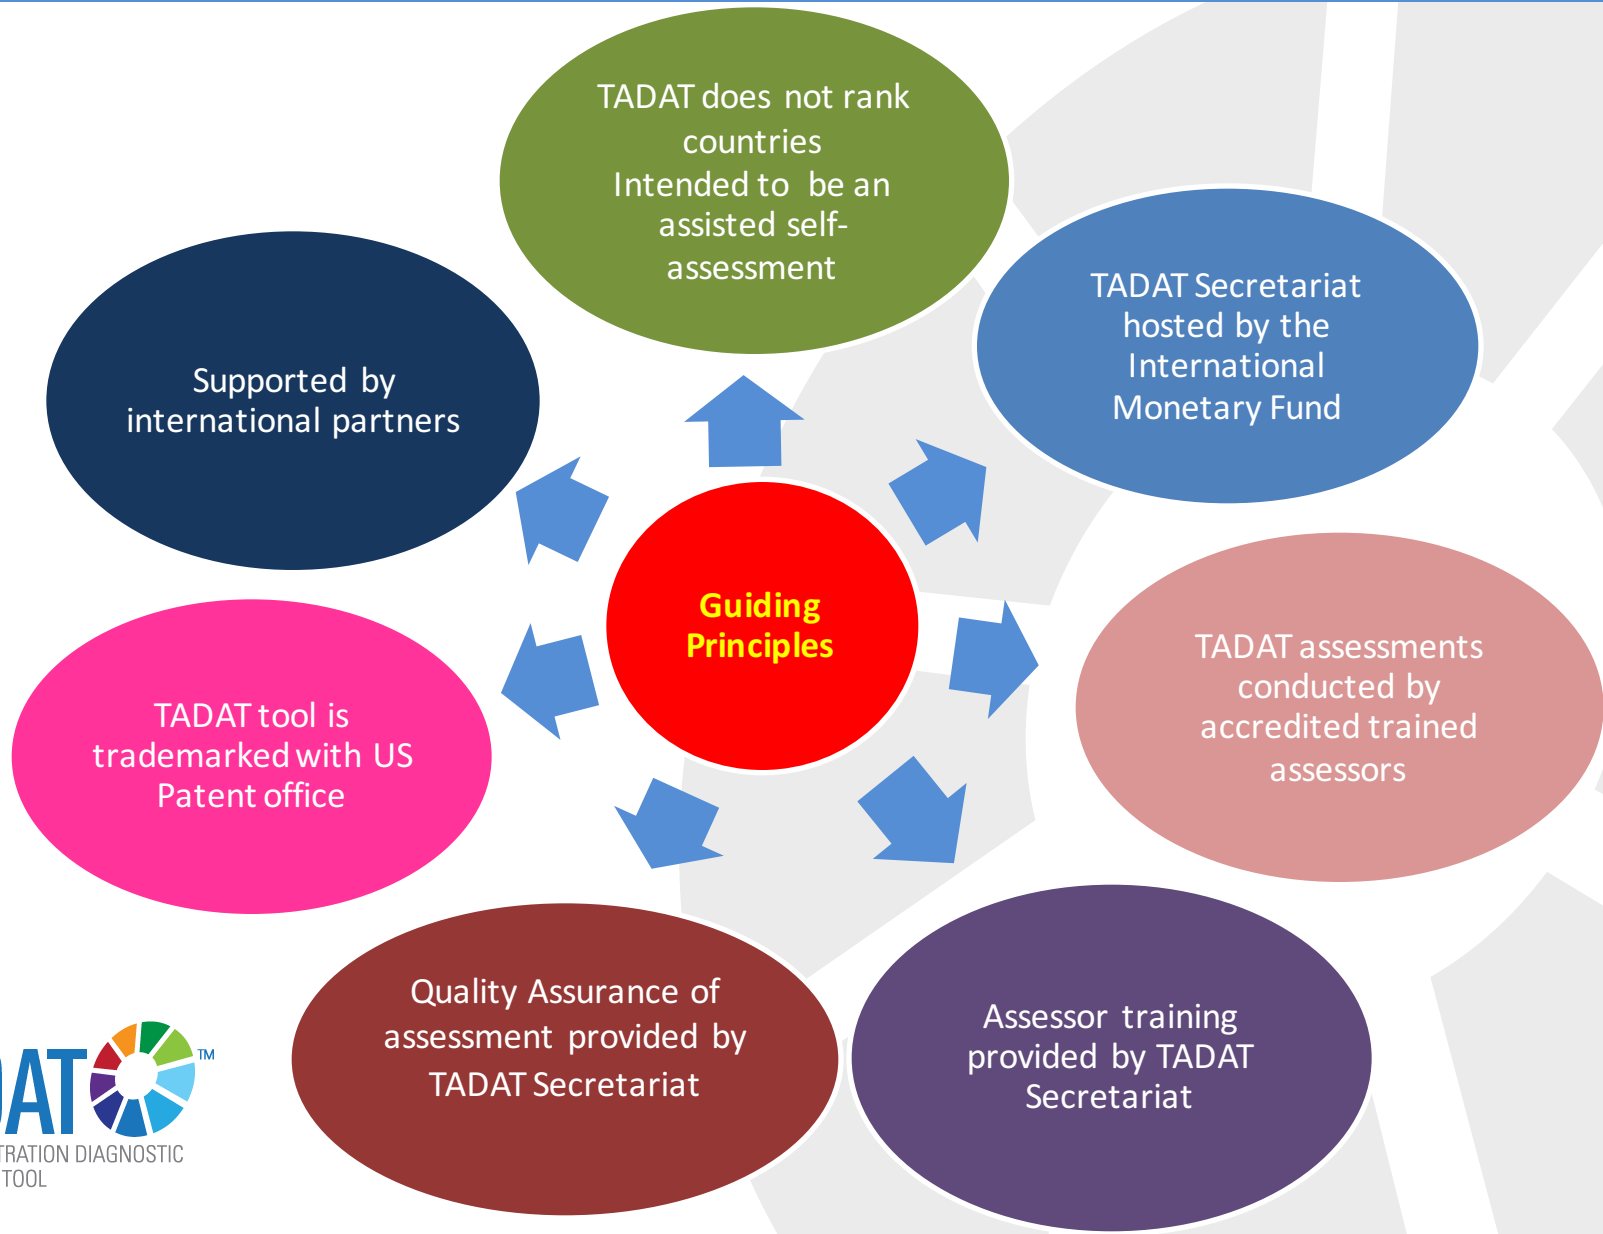 TADAT does not rank
countries
Intended to be an
assisted self-
assessment
TADAT Secretariat
hosted by the
International
Monetary Fund
Supported by
international partners
Guiding
Principles
TADAT assessments
conducted by
accredited trained
assessors
TADAT tool is
trademarked with US
Patent office
Quality Assurance of
assessment provided by
TADAT Secretariat
Assessor training
provided by TADAT
Secretariat
DAT TM
TRATION DIAGNOSTIC
TOOL